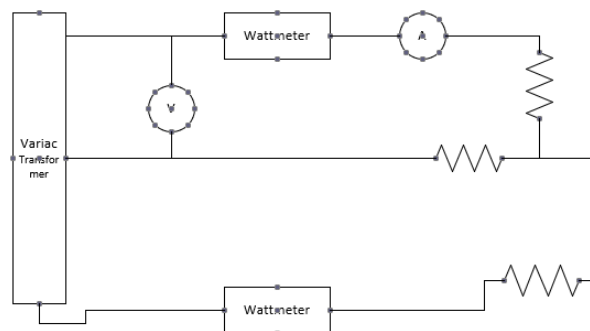 Wattmeter
A
V
Variac
Transfor
mer
Wattmeter